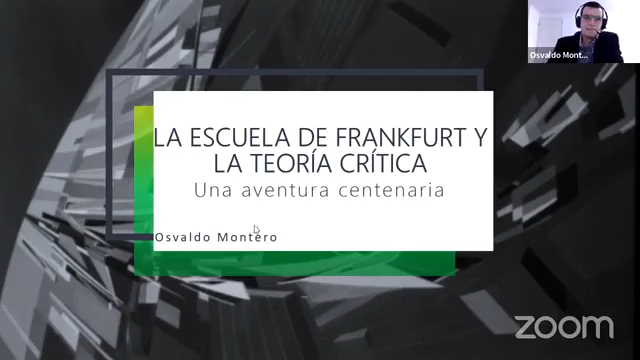 Osvaldo Mont...
LA ESCUELA DE FRANKFURT Y
LA TEORÍA CRÍTICA
Una aventura centenaria
Osvaldo Montero
zoom